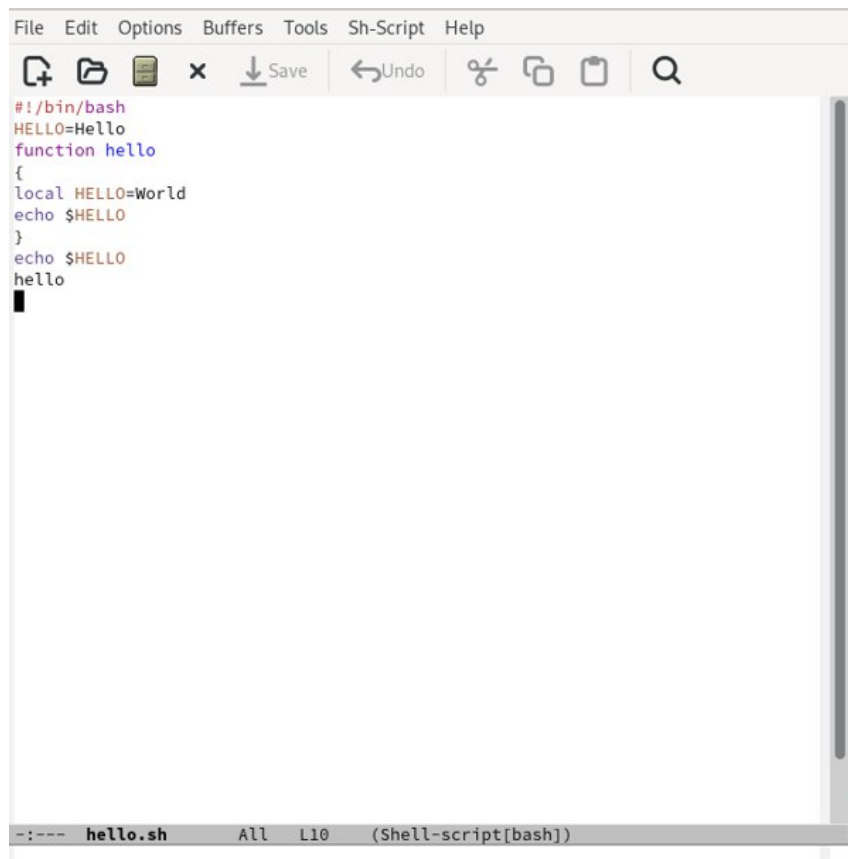 File Edit Options Buffers Tools Sh-Script Help
Save Undo
#!/bin/bash
HELLO=Hello
function hello
{
local HELLO=World
echo $HELLO
}
echo $HELLO
hello
-:--- hello.sh All L10 (Shell-script[bash])